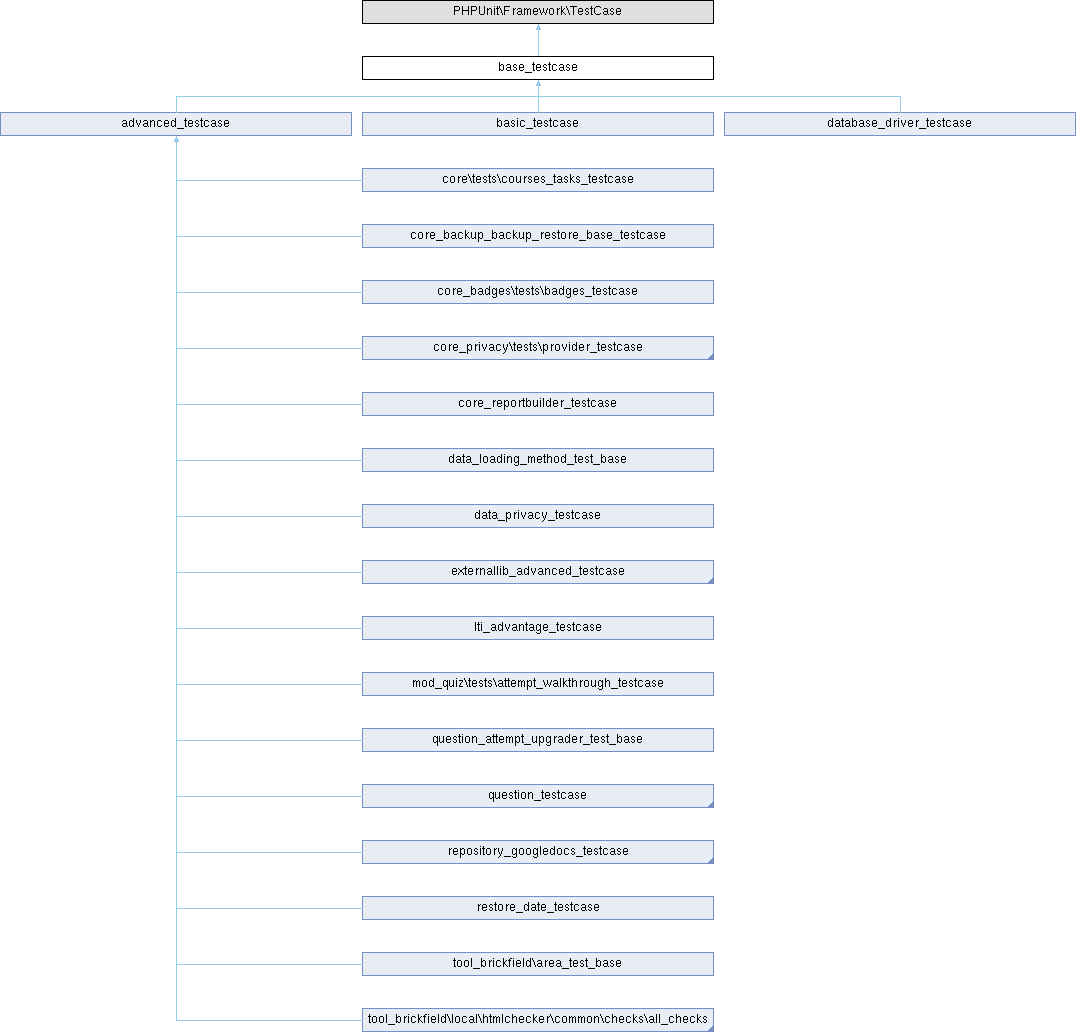 PHPUnit\Framework\TestCase
base_testcase
advanced_testcase
basic_testcase
database_driver_testcase
core\tests\courses_tasks_testcase
core_backup_backup_restore_base_testcase
core_badges\tests\badges_testcase
core_privacy\tests\provider_testcase
core_reportbuilder_testcase
data_loading_method_test_base
data_privacy_testcase
externallib_advanced_testcase
lti_advantage_testcase
mod_quiz\tests\attempt_walkthrough_testcase
question_attempt_upgrader_test_base
question_testcase
repository_googledocs_testcase
restore_date_testcase
tool_brickfield\area_test_base
tool_brickfield\local\htmlchecker\common\checks\all_checks